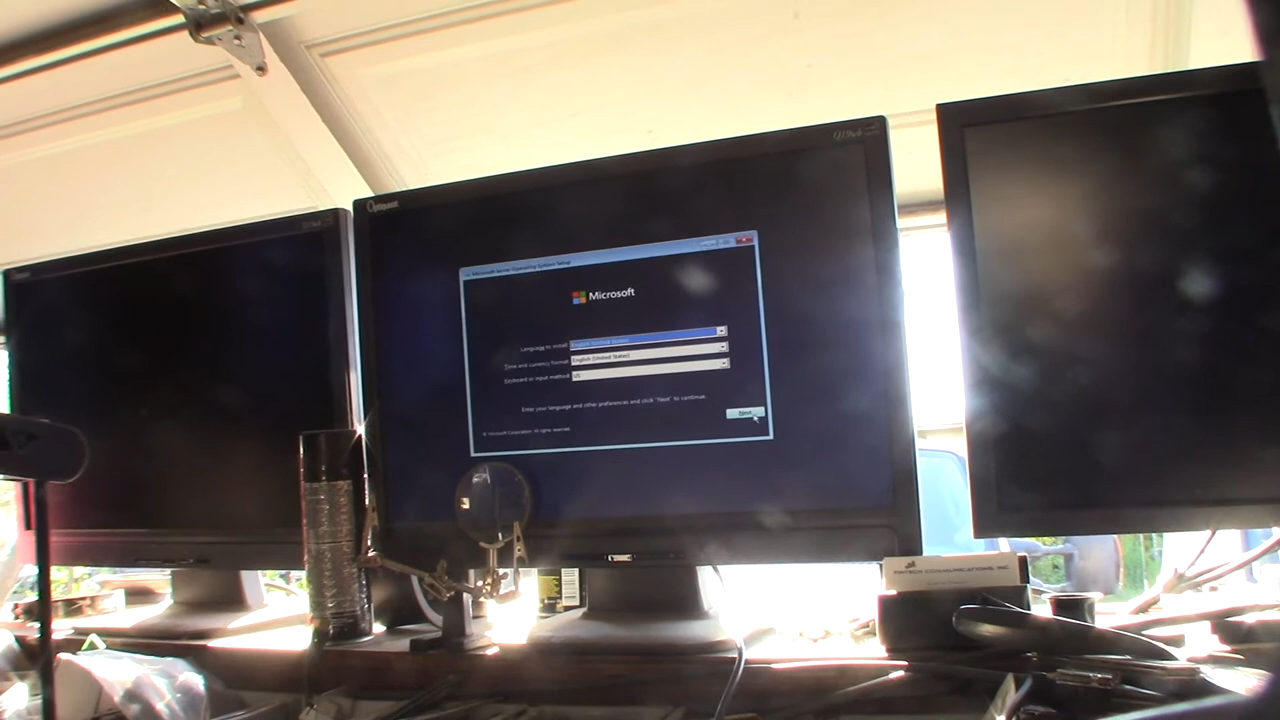 Optiquest
Microsoft Server Operating System Setup
Microsoft
Language to install: English (United States)
Time and currency format: English (United States)
Keyboard or input method: US
Enter your language and other preferences and click "Next" to continue.
Next
© Microsoft Corporation. All rights reserved.
COMMUNICATIONS, INC.